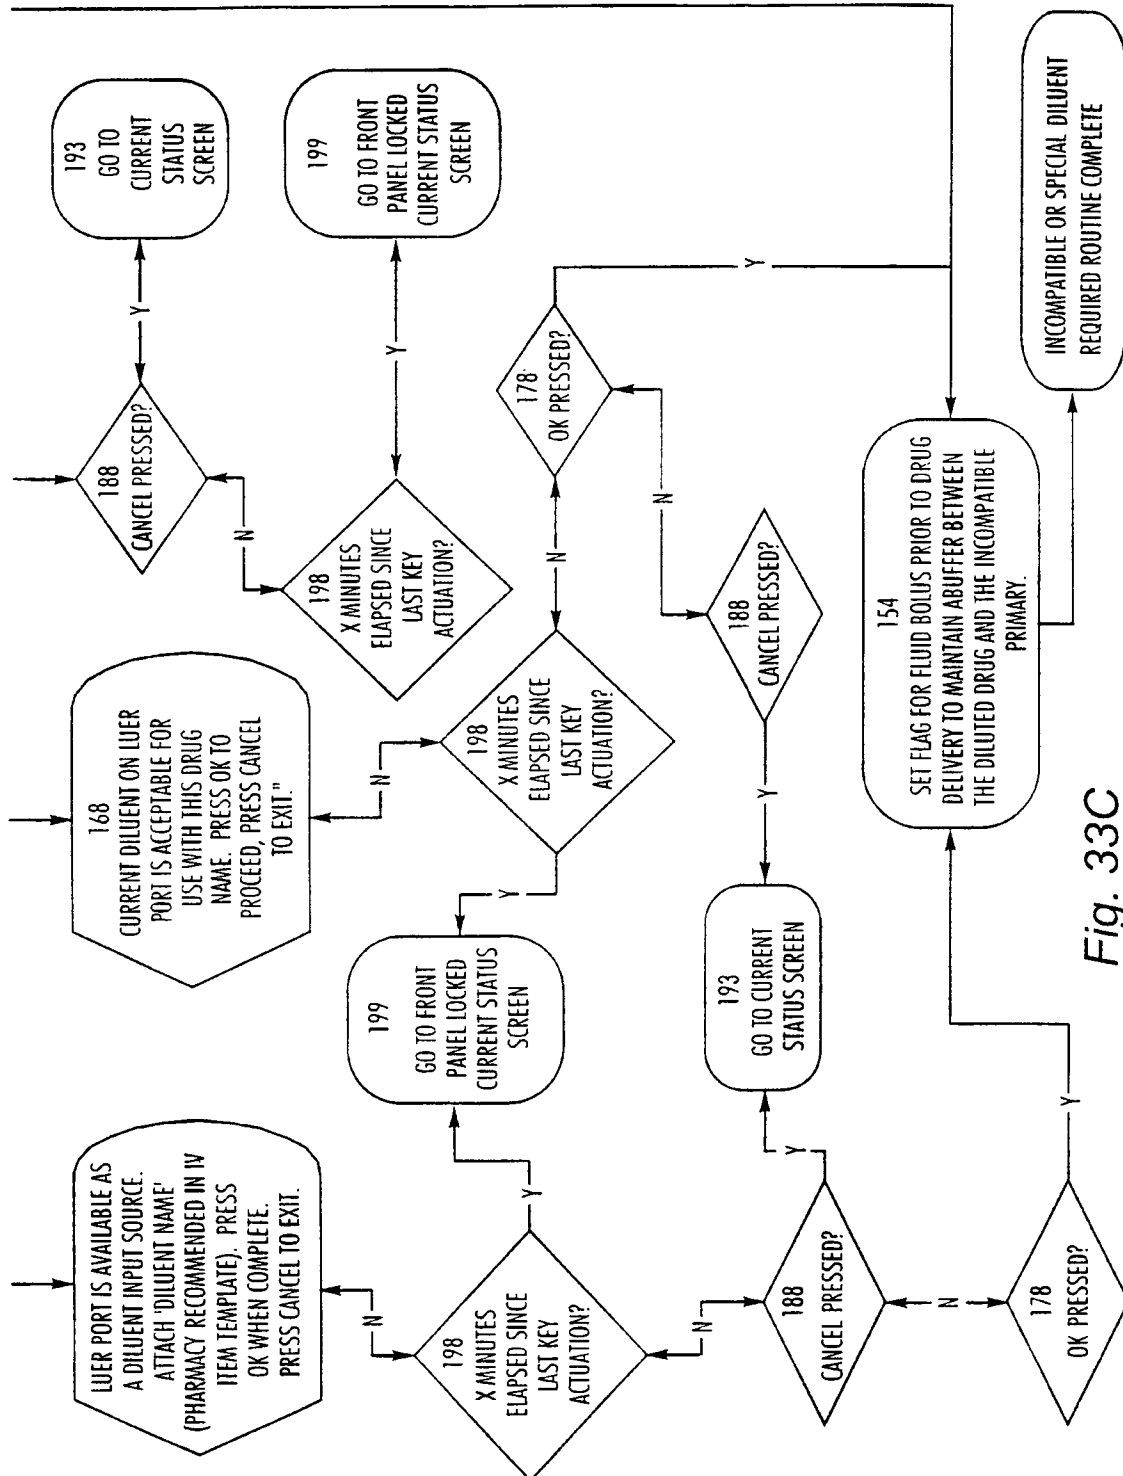 LUER PORT IS AVAILABLE AS
A DILUENT INPUT SOURCE.
ATTACH 'DILUENT NAME'
(PHARMACY RECOMMENDED IN IV
ITEM TEMPLATE). PRESS
OK WHEN COMPLETE.
PRESS CANCEL TO EXIT.
N
198
X MINUTES
ELAPSED SINCE
LAST KEY
ACTUATION?
Y
N
188
CANCEL PRESSED?
Y
N
178
OK PRESSED?
Y
168
CURRENT DILUENT ON LUER
PORT IS ACCEPTABLE FOR
USE WITH THIS DRUG
NAME. PRESS OK TO
PROCEED, PRESS CANCEL
TO EXIT."
N
199
GO TO FRONT
PANEL LOCKED
CURRENT STATUS
SCREEN
Y
198
X MINUTES
ELAPSED SINCE
LAST KEY
ACTUATION?
N
178
OK PRESSED?
Y
N
188
CANCEL PRESSED?
Y
193
GO TO CURRENT
STATUS SCREEN
188
CANCEL PRESSED?
Y
193
GO TO
CURRENT
STATUS
SCREEN
N
198
X MINUTES
ELAPSED SINCE
LAST KEY
ACTUATION?
Y
199
GO TO FRONT
PANEL LOCKED
CURRENT STATUS
SCREEN
154
SET FLAG FOR FLUID BOLUS PRIOR TO DRUG
DELIVERY TO MAINTAIN ABUFFER BETWEEN
THE DILUTED DRUG AND THE INCOMPATIBLE
PRIMARY.
INCOMPATIBLE OR SPECIAL DILUENT
REQUIRED ROUTINE COMPLETE
Fig. 33C